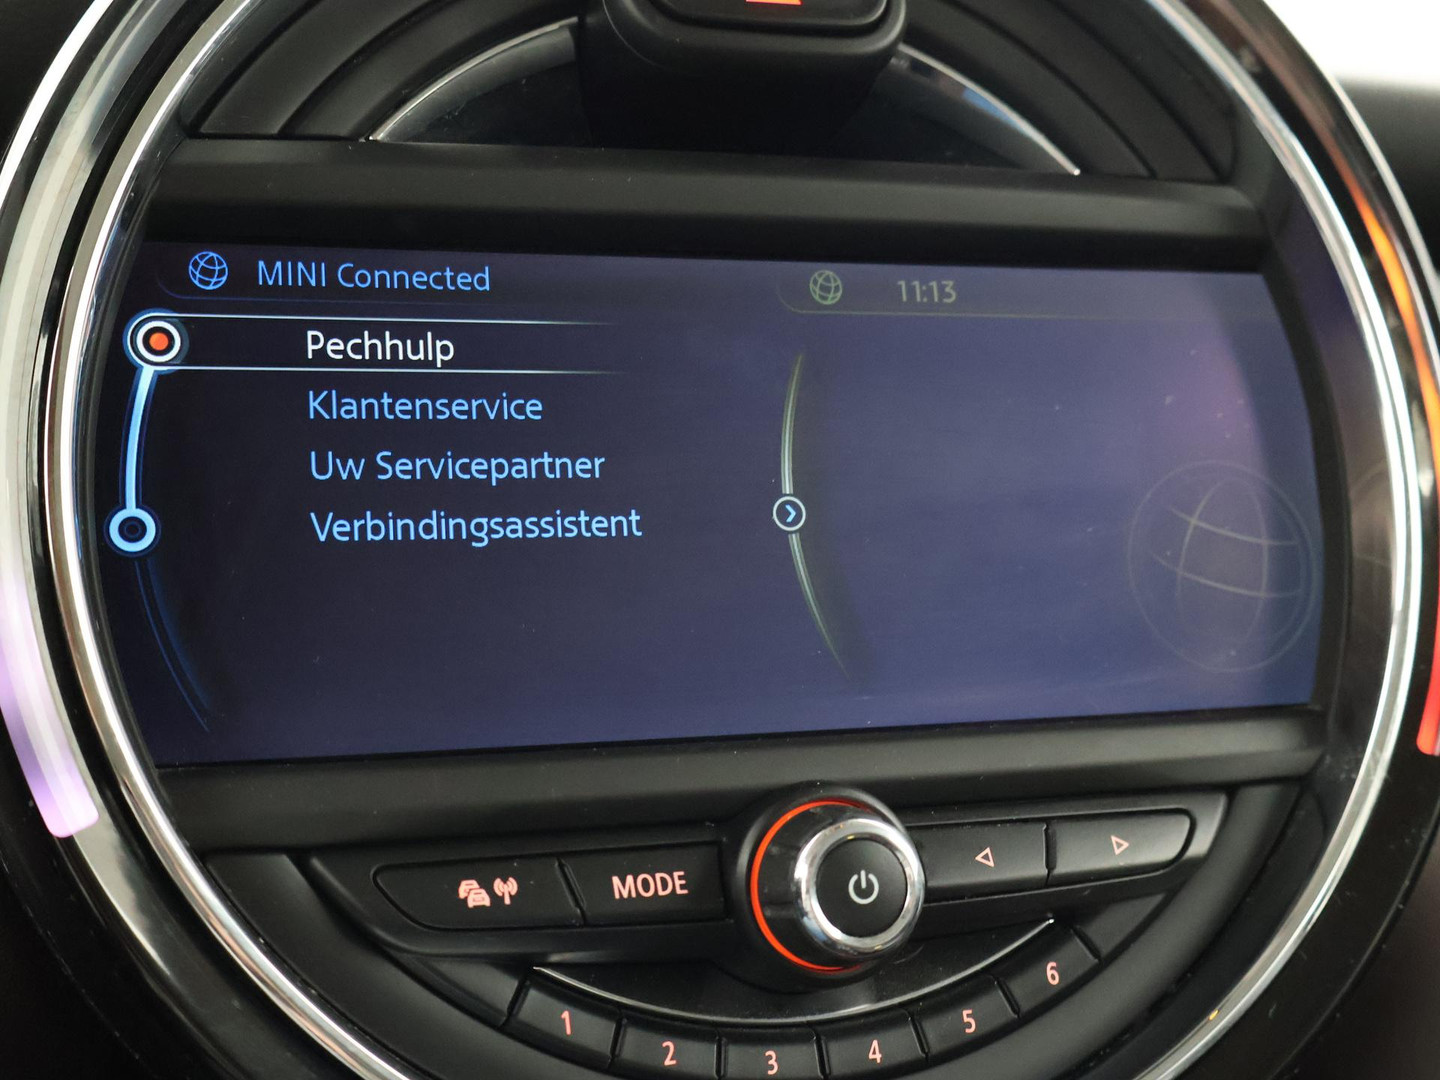 MINI Connected
11:13
Pechhulp
Klantenservice
Uw Servicepartner
Verbindingsassistent
MODE
1
2
3
4
5
6